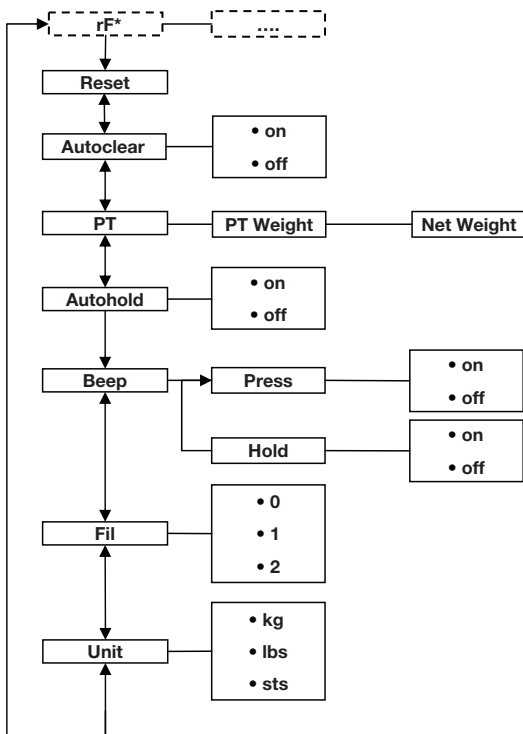 rF*
....
Reset
Autoclear
• on
• off
PT
PT Weight
Net Weight
Autohold
• on
• off
Beep
Press
• on
• off
Hold
• on
• off
Fil
• 0
• 1
• 2
Unit
• kg
• lbs
• sts